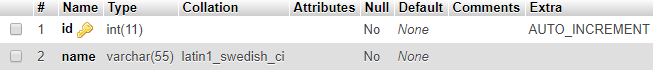 # Name Type Collation Attributes Null Default Comments Extra
1 id int(11) No None AUTO_INCREMENT
2 name varchar(55) latin1_swedish_ci No None